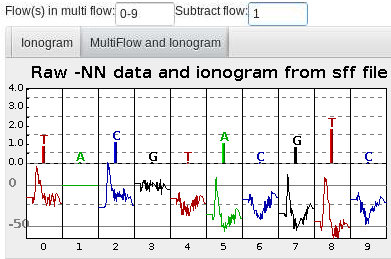 Flow(s) in multi flow: 0-9 Subtract flow: 1
Ionogram MultiFlow and Ionogram
Raw -NN data and ionogram from sff file
4.0
3.0
2.0
1.0
0.0
T A C G T A C G T C
0
-50
0 1 2 3 4 5 6 7 8 9